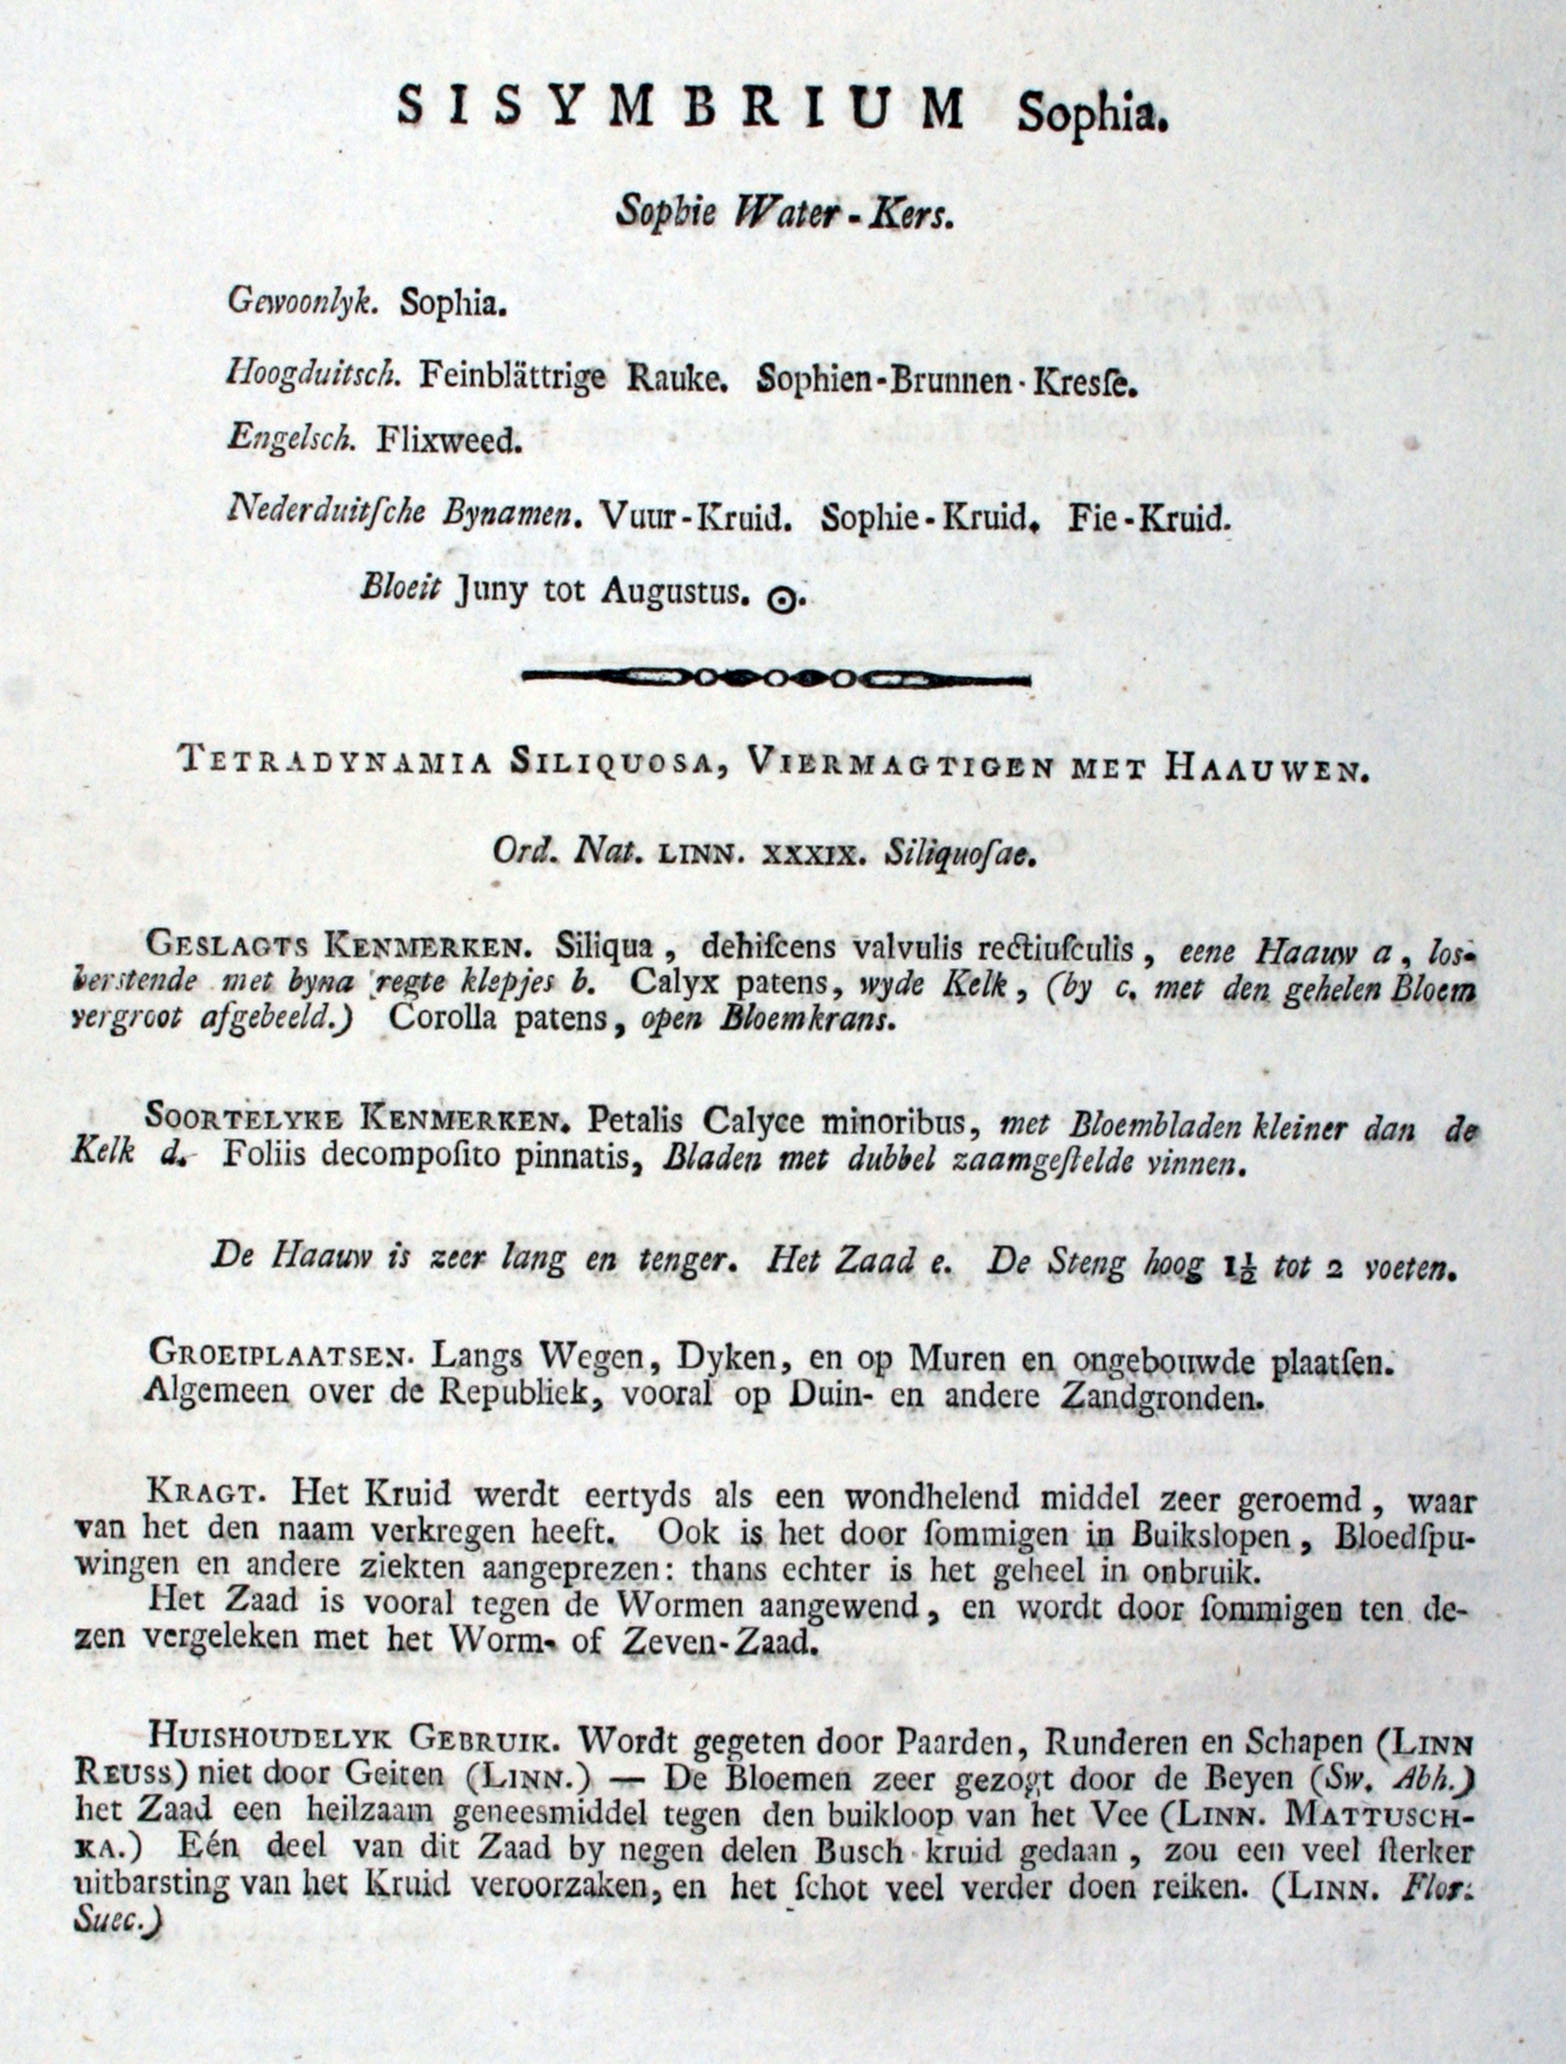 SISYMBRIUM Sophia.
Sophie Water-Kers.
Gewoonlyk. Sophia.
Hoogduitsch. Feinblättrige Rauke. Sophien-Brunnen-Kresſe.
Engelsch. Flixweed.
Nederduitſche Bynamen. Vuur-Kruid. Sophie-Kruid. Fie-Kruid.
Bloeit Juny tot Augustus. ☉.
TETRADYNAMIA SILIQUOSA, VIERMAGTIGEN MET HAAUWEN.
Ord. Nat. LINN. XXXIX. Siliquoſae.
GESLAGTS KENMERKEN. Siliqua, dehiſcens valvulis rectiuſculis, eene Haauw a, los-
berstende met byna regte klepjes b. Calyx patens, wyde Kelk, (by c. met den gehelen Bloem
vergroot afgebeeld.) Corolla patens, open Bloemkrans.
SOORTELYKE KENMERKEN. Petalis Calyce minoribus, met Bloembladen kleiner dan de
Kelk d. Foliis decompoſito pinnatis, Bladen met dubbel zaamgeſtelde vinnen.
De Haauw is zeer lang en tenger. Het Zaad e. De Steng hoog 1½ tot 2 voeten.
GROEIPLAATSEN. Langs Wegen, Dyken, en op Muren en ongebouwde plaatſen.
Algemeen over de Republiek, vooral op Duin- en andere Zandgronden.
KRAGT. Het Kruid werdt eertyds als een wondhelend middel zeer geroemd, waar
van het den naam verkregen heeft. Ook is het door ſommigen in Buikslopen, Bloedſpu-
wingen en andere ziekten aangeprezen: thans echter is het geheel in onbruik.
Het Zaad is vooral tegen de Wormen aangewend, en wordt door ſommigen ten de-
zen vergeleken met het Worm- of Zeven-Zaad.
HUISHOUDELYK GEBRUIK. Wordt gegeten door Paarden, Runderen en Schapen (LINN
REUSS) niet door Geiten (LINN.) — De Bloemen zeer gezogt door de Beyen (Sw. Abh.)
het Zaad een heilzaam geneesmiddel tegen den buikloop van het Vee (LINN. MATTUSCH-
KA.) Eén deel van dit Zaad by negen delen Busch-kruid gedaan, zou een veel ſterker
uitbarsting van het Kruid veroorzaken, en het ſchot veel verder doen reiken. (LINN. Flor.
Suec.)